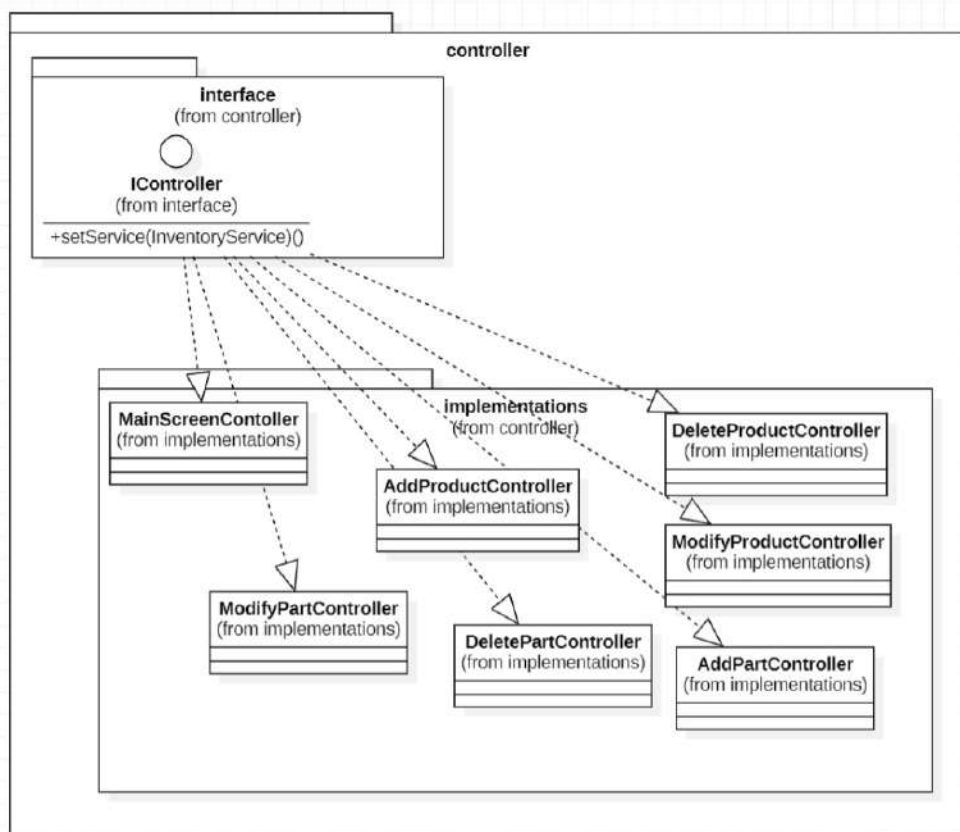 controller
interface
(from controller)
IController
(from interface)
+setService(InventoryService)()
implementations
(from controller)
MainScreenContoller
(from implementations)
DeleteProductController
(from implementations)
AddProductController
(from implementations)
ModifyProductController
(from implementations)
ModifyPartController
(from implementations)
DeletePartController
(from implementations)
AddPartController
(from implementations)